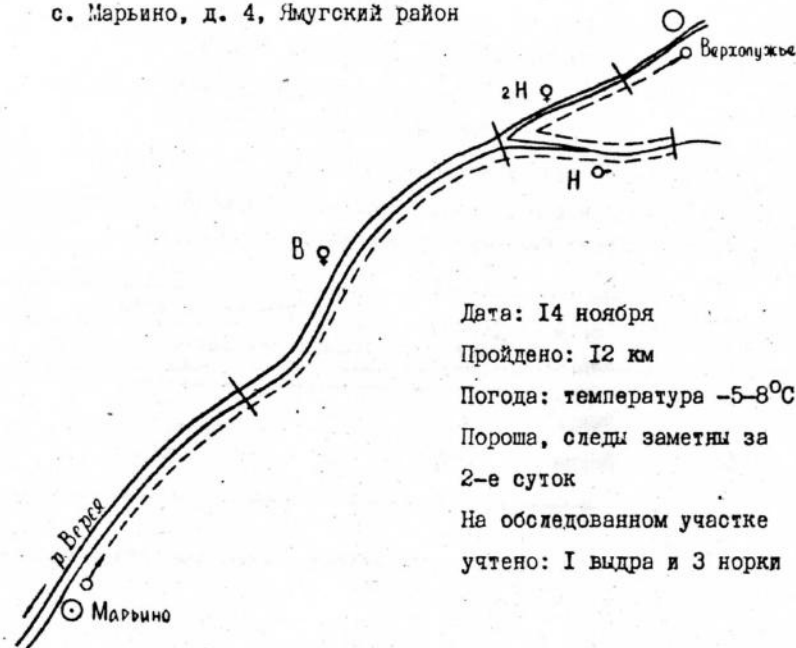 с. Марьино, д. 4, Ямугский район
Верхолужье
2Н
Н
В
Дата: 14 ноября
Пройдено: 12 км
Погода: температура -5-8°С
Пороша, следы заметны за
2-е суток
На обследованном участке
учтено: 1 выдра и 3 норки
р. Верея
Марьино